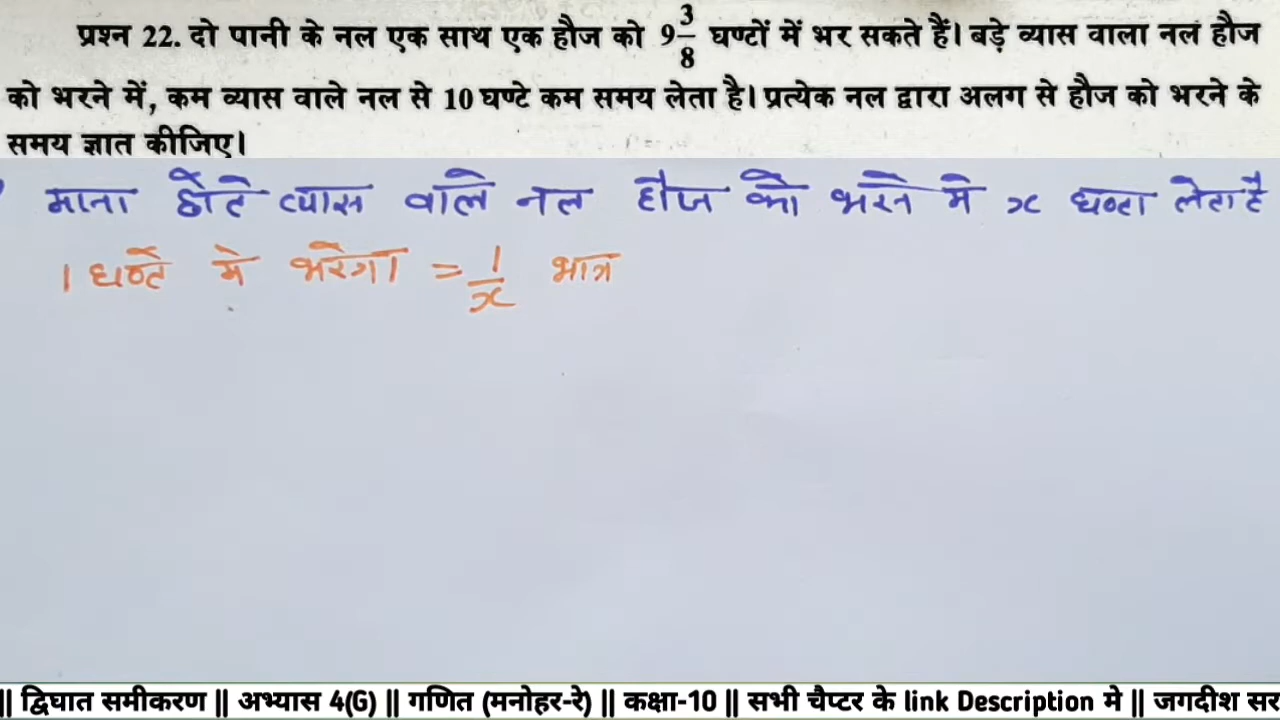 प्रश्न 22. दो पानी के नल एक साथ एक हौज को 9 3/8 घण्टों में भर सकते हैं। बड़े व्यास वाला नल हौज
को भरने में, कम व्यास वाले नल से 10 घण्टे कम समय लेता है। प्रत्येक नल द्वारा अलग से हौज को भरने के
समय ज्ञात कीजिए।
माना छोटे व्यास वाले नल हौज को भरने मे x घण्टा लेता है
1 घण्टे मे भरेगा = 1/x भाग
|| द्विघात समीकरण || अभ्यास 4(G) || गणित (मनोहर-रे) || कक्षा-10 || सभी चैप्टर के link Description मे || जगदीश सर